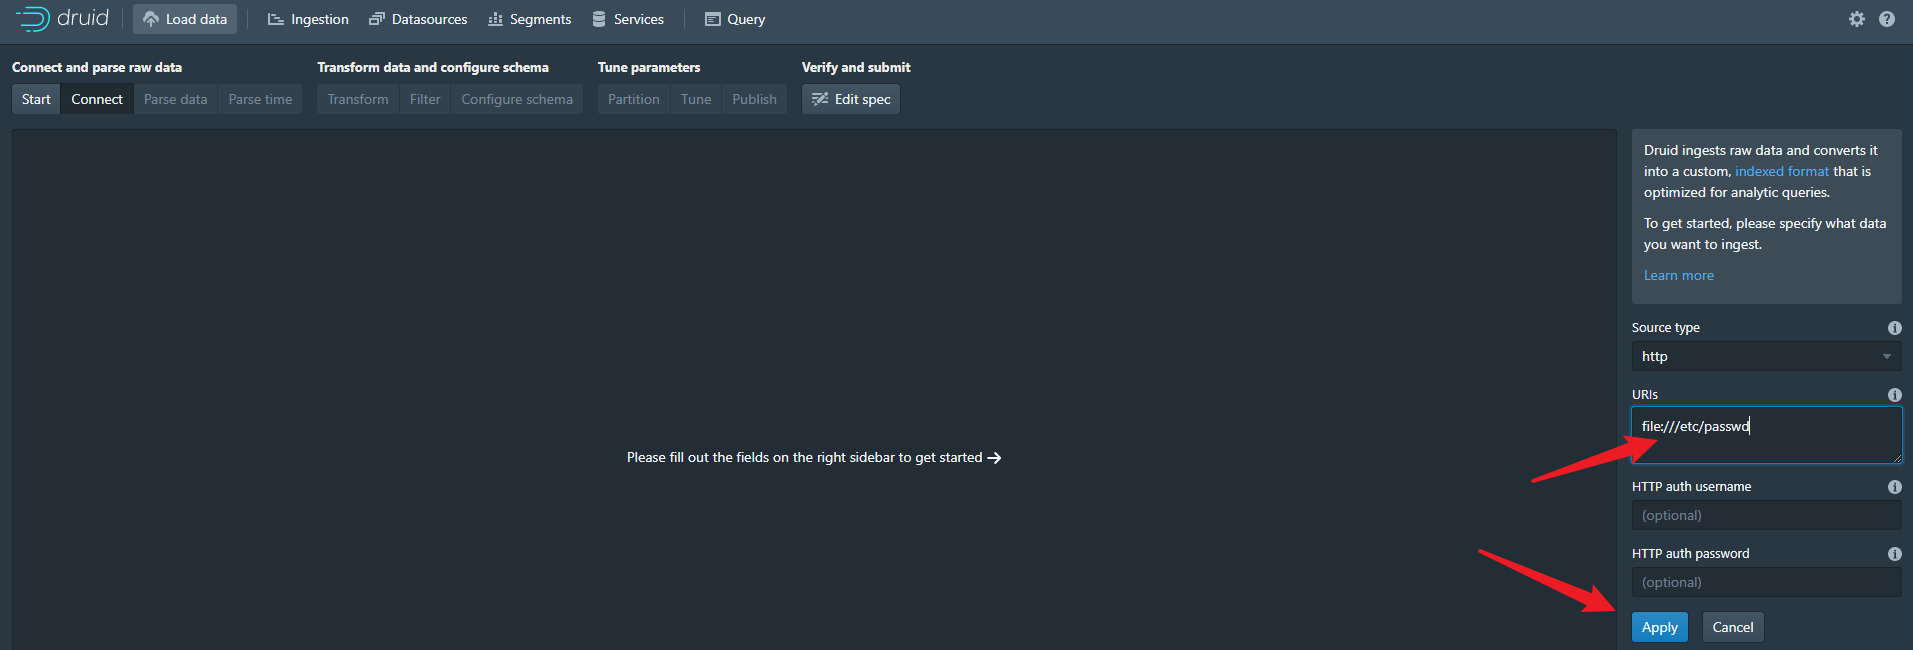 druid Load data Ingestion Datasources Segments Services Query
Connect and parse raw data Transform data and configure schema Tune parameters Verify and submit
Start Connect Parse data Parse time Transform Filter Configure schema Partition Tune Publish Edit spec
Druid ingests raw data and converts it
into a custom, indexed format that is
optimized for analytic queries.
To get started, please specify what data
you want to ingest.
Learn more
Source type
http
URIs
file:///etc/passwd
Please fill out the fields on the right sidebar to get started
HTTP auth username
(optional)
HTTP auth password
(optional)
Apply Cancel